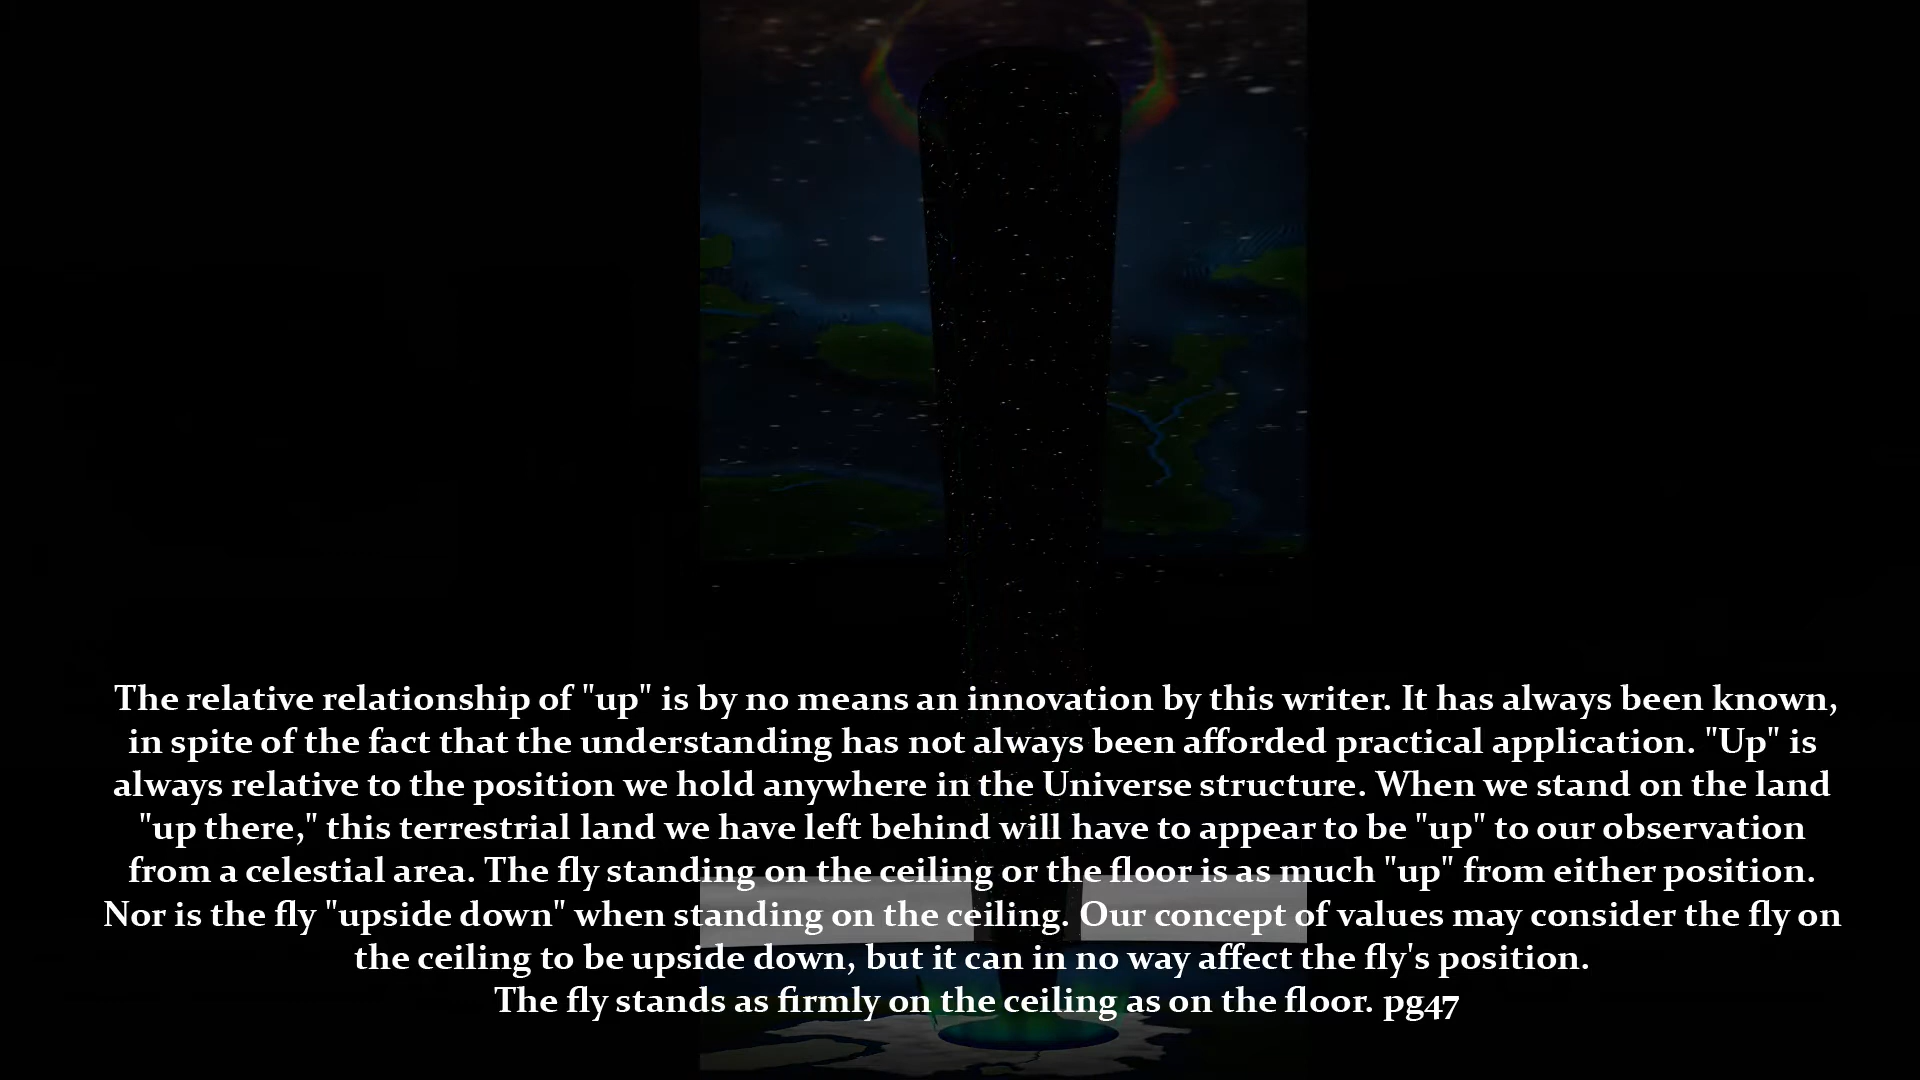 The relative relationship of "up" is by no means an innovation by this writer. It has always been known,
in spite of the fact that the understanding has not always been afforded practical application. "Up" is
always relative to the position we hold anywhere in the Universe structure. When we stand on the land
"up there," this terrestrial land we have left behind will have to appear to be "up" to our observation
from a celestial area. The fly standing on the ceiling or the floor is as much "up" from either position.
Nor is the fly "upside down" when standing on the ceiling. Our concept of values may consider the fly on
the ceiling to be upside down, but it can in no way affect the fly's position.
The fly stands as firmly on the ceiling as on the floor. pg47